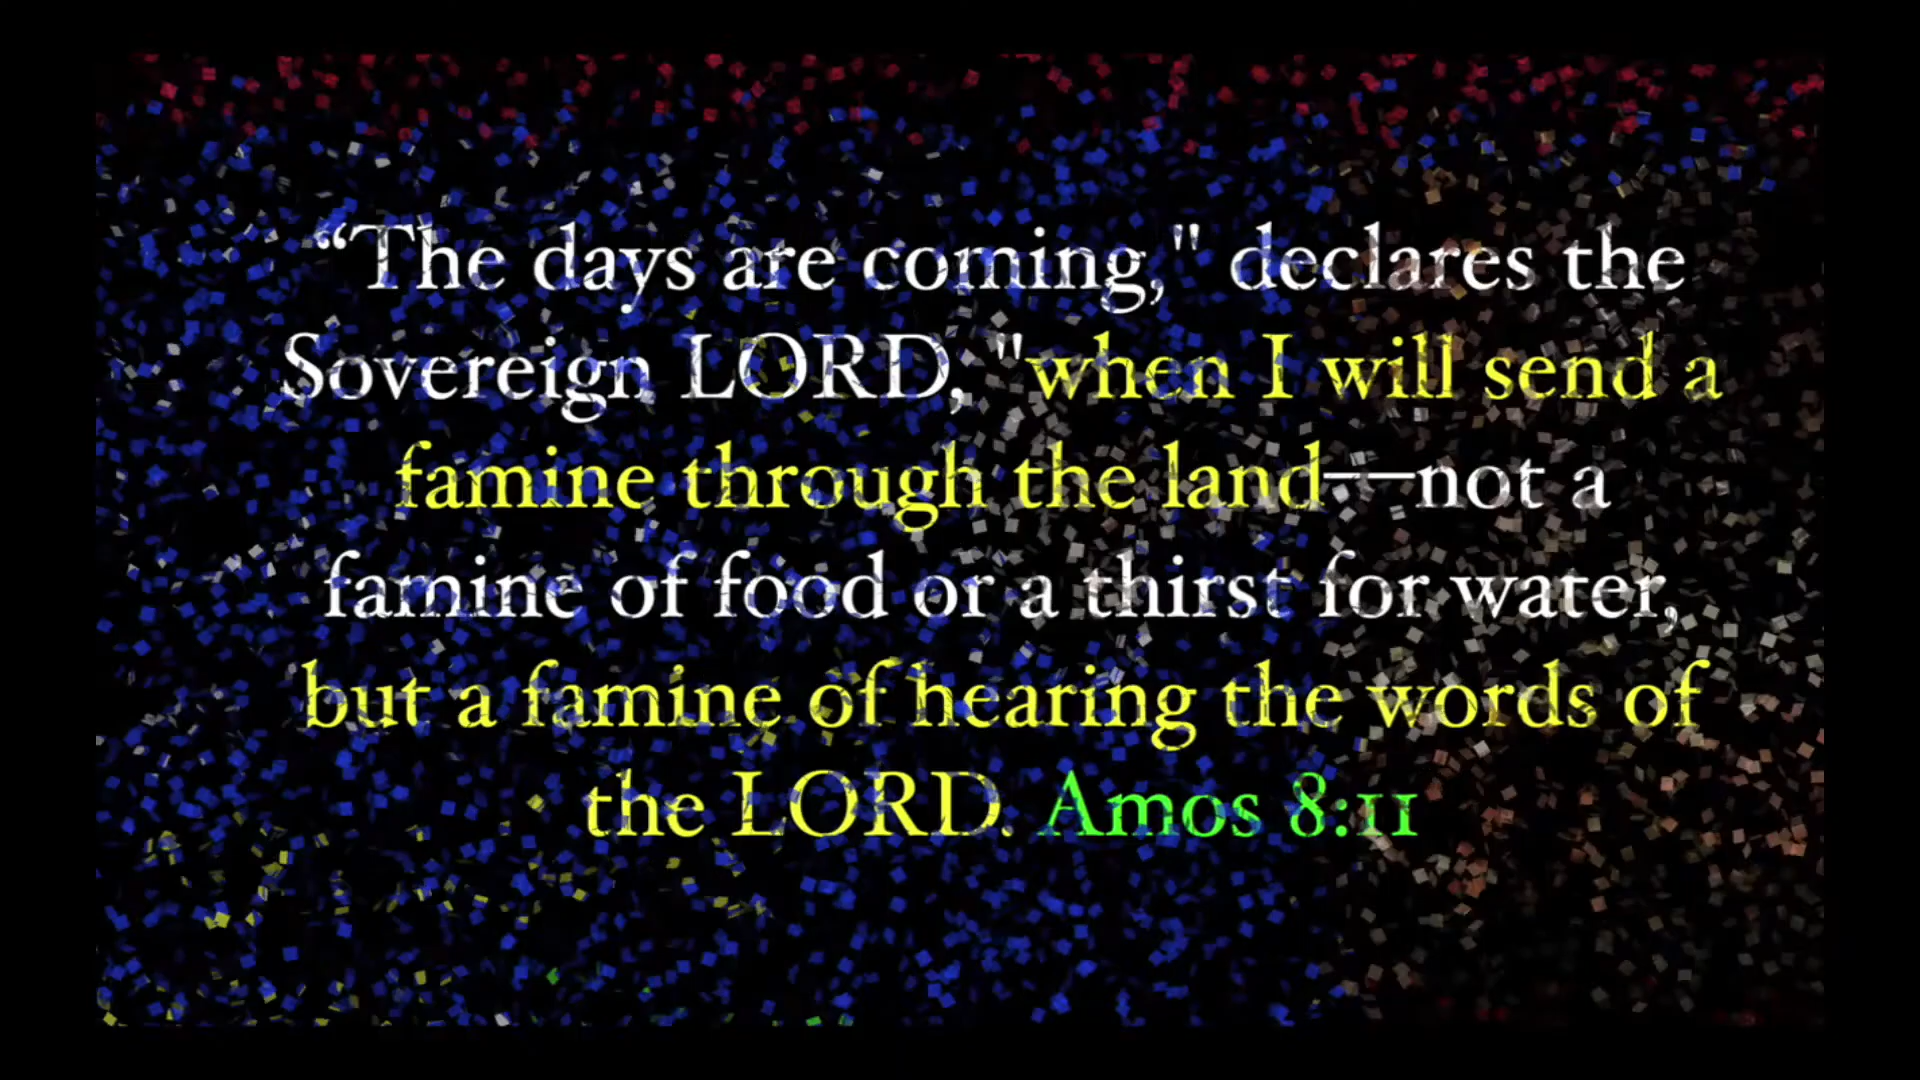 “The days are coming," declares the
Sovereign LORD, "when I will send a
famine through the land—not a
famine of food or a thirst for water,
but a famine of hearing the words of
the LORD. Amos 8:11